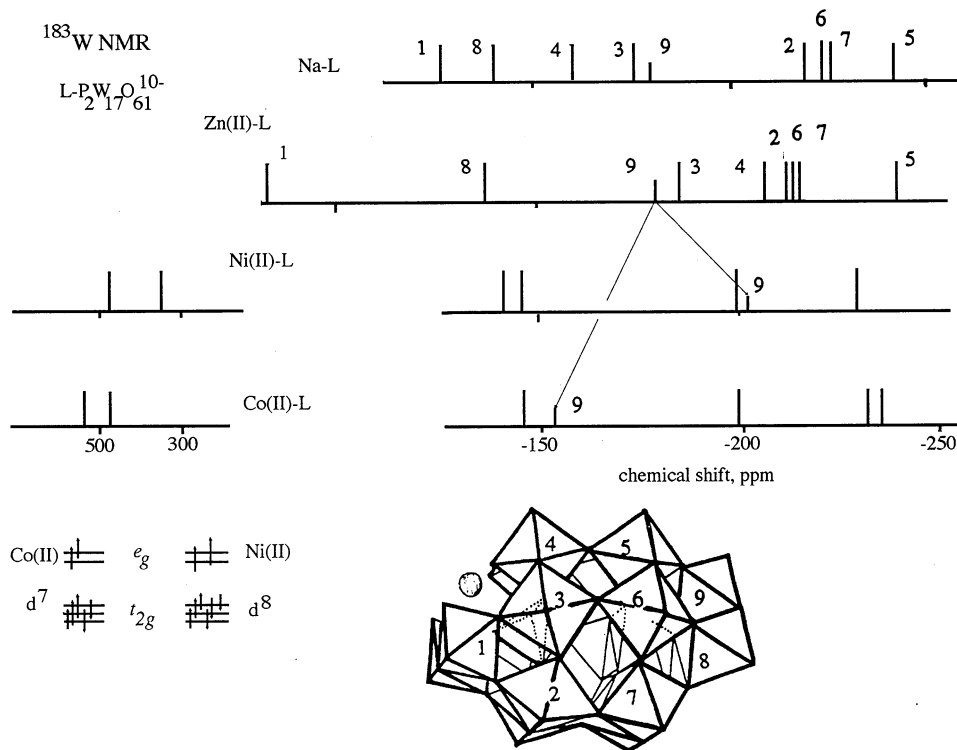 183W NMR
L-P2W17O61 10-
Na-L
1 8 4 3 9 2 6 7 5
Zn(II)-L
1 8 9 3 4 2 6 7 5
Ni(II)-L
9
Co(II)-L
9
500 300 -150 -200 -250
chemical shift, ppm
Co(II) eg Ni(II)
d7 t2g d8
4 5
3 6 9
1 8
2 7